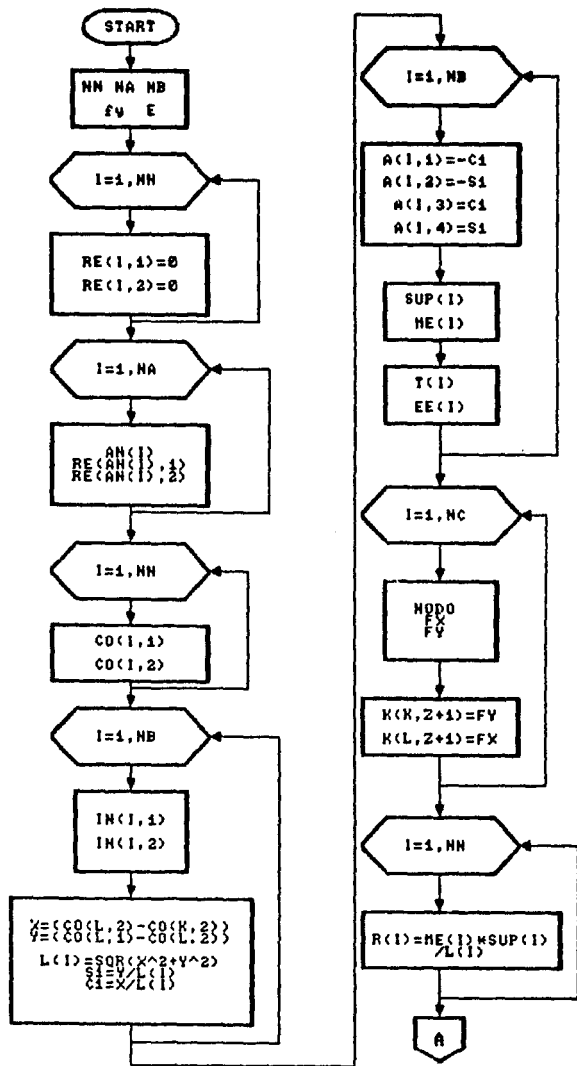 START
NN NA NB
fy E
I=1,NN
RE(I,1)=0
RE(I,2)=0
I=1,NA
AN(I)
RE(AN(I),1)
RE(AN(I),2)
I=1,NN
CO(I,1)
CO(I,2)
I=1,NB
IN(I,1)
IN(I,2)
X=(CO(L,2)-CO(K,2))
Y=(CO(L,1)-CO(L,2))
L(I)=SQR(X^2+Y^2)
S1=Y/L(I)
C1=X/L(I)
I=1,NB
A(I,1)=-C1
A(I,2)=-S1
A(I,3)=C1
A(I,4)=S1
SUP(I)
ME(I)
T(I)
EE(I)
I=1,NC
NODO
FX
FY
K(K,Z+1)=FY
K(L,Z+1)=FX
I=1,NN
R(I)=ME(I)*SUP(I)
/L(I)
A